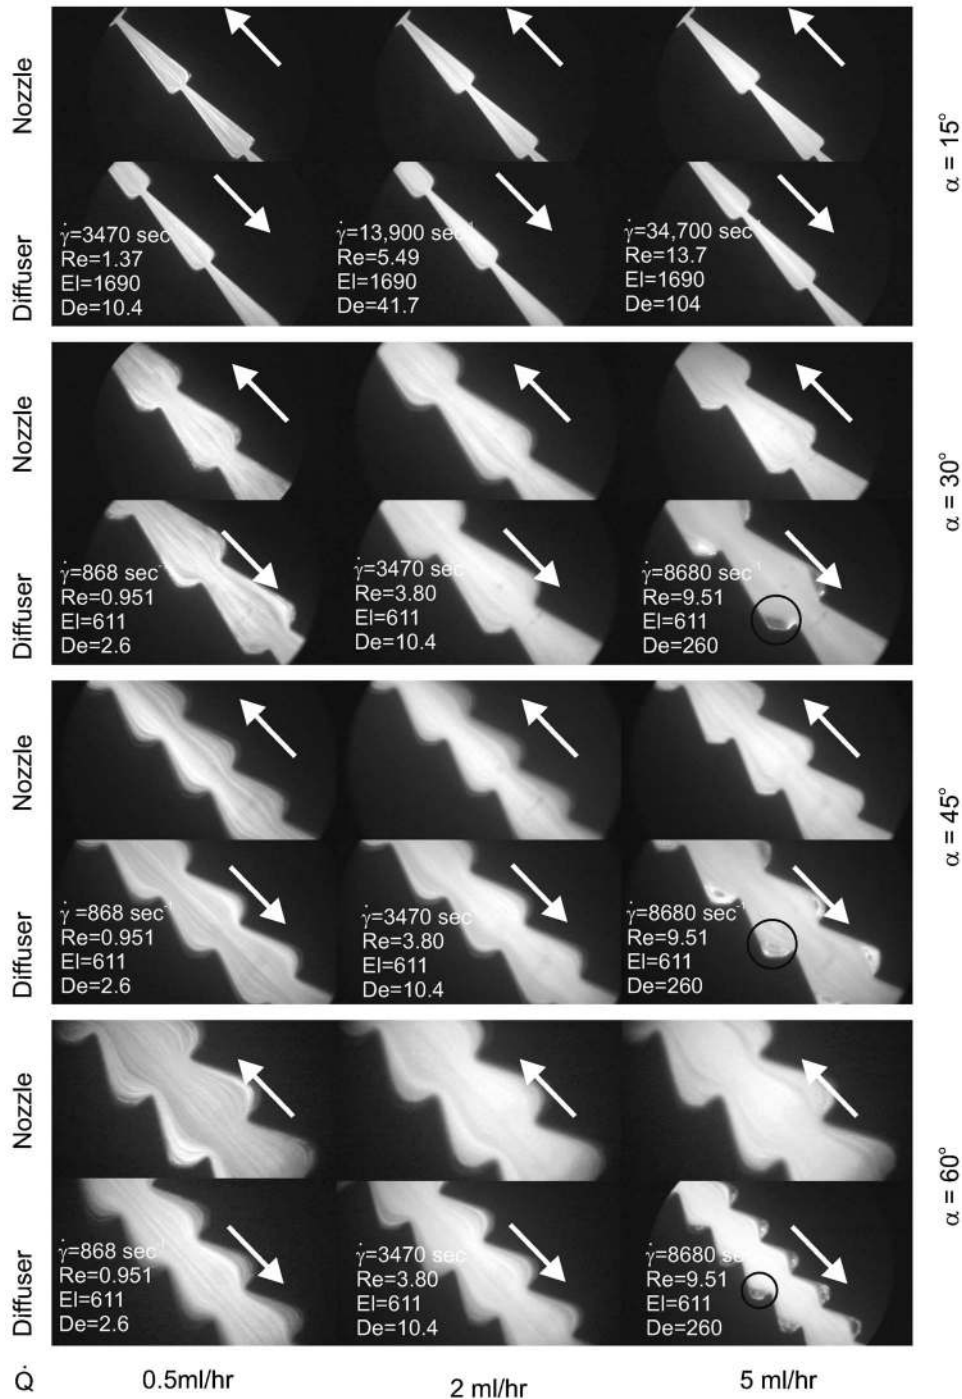 Nozzle
Diffuser
γ̇=3470 sec⁻
Re=1.37
El=1690
De=10.4
γ̇=13,900 sec⁻¹
Re=5.49
El=1690
De=41.7
γ̇=34,700 sec⁻¹
Re=13.7
El=1690
De=104
α = 15°
Nozzle
Diffuser
γ̇=868 sec⁻¹
Re=0.951
El=611
De=2.6
γ̇=3470 sec
Re=3.80
El=611
De=10.4
γ̇=8680 sec⁻¹
Re=9.51
El=611
De=260
α = 30°
Nozzle
Diffuser
γ̇ =868 sec⁻¹
Re=0.951
El=611
De=2.6
γ̇=3470 sec
Re=3.80
El=611
De=10.4
γ̇=8680 sec⁻¹
Re=9.51
El=611
De=260
α = 45°
Nozzle
Diffuser
γ̇=868 sec⁻¹
Re=0.951
El=611
De=2.6
γ̇=3470 sec
Re=3.80
El=611
De=10.4
γ̇=8680 sec
Re=9.51
El=611
De=260
α = 60°
Q̇
0.5ml/hr
2 ml/hr
5 ml/hr